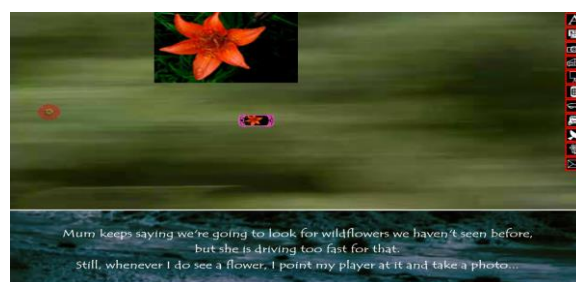 Mum keeps saying we're going to look for wildflowers we haven't seen before,
but she is driving too fast for that.
Still, whenever I do see a flower, I point my player at it and take a photo...